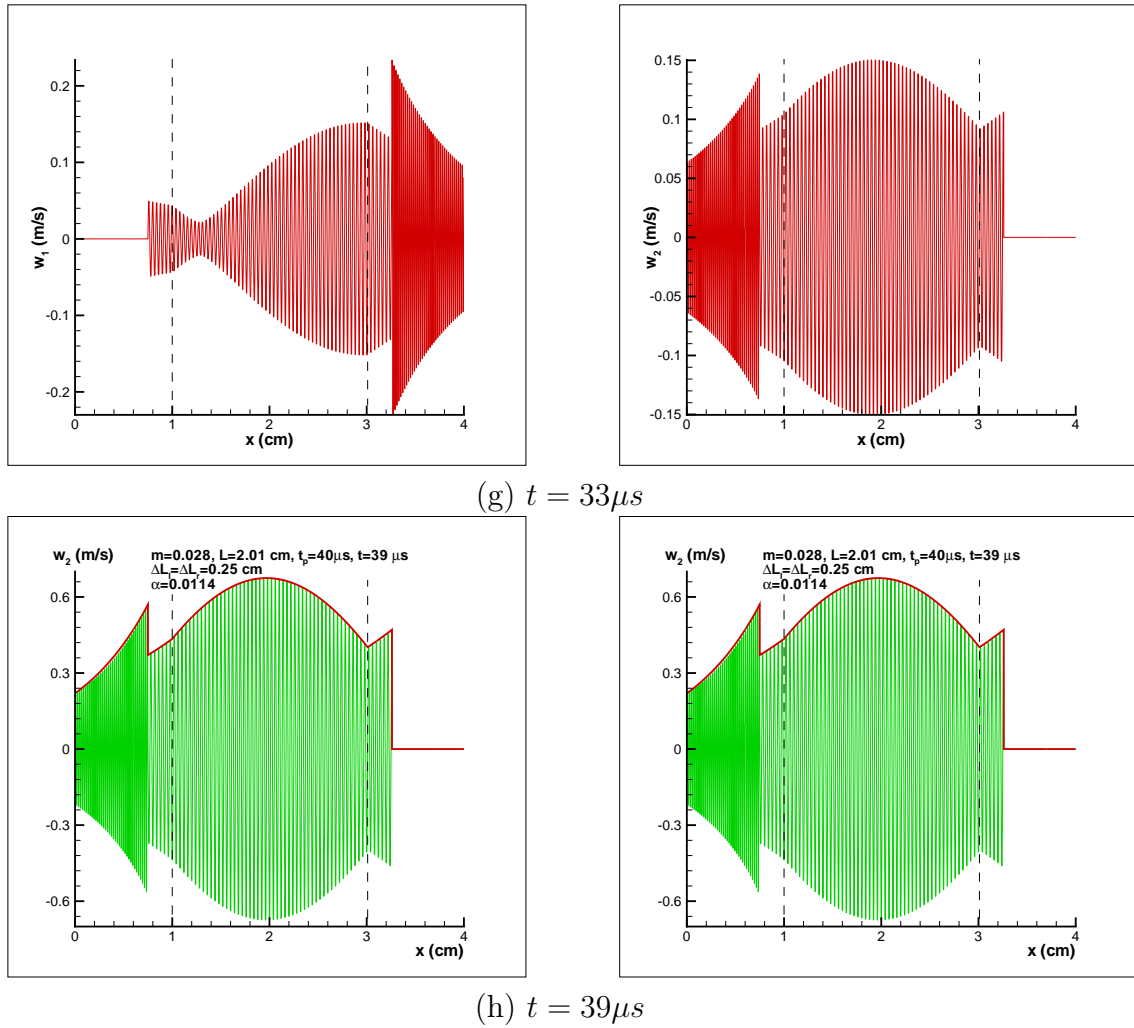 w₁ (m/s)
0.2
0.1
0
-0.1
-0.2
0 1 2 3 4
x (cm)
w₂ (m/s)
0.15
0.1
0.05
0
-0.05
-0.1
-0.15
0 1 2 3 4
x (cm)
(g) t = 33μs
w₂ (m/s)
m=0.028, L=2.01 cm, tₚ=40μs, t=39 μs
ΔLₗ=ΔLᵣ=0.25 cm
α=0.0114
0.6
0.3
0
-0.3
-0.6
0 1 2 3 4
x (cm)
w₂ (m/s)
m=0.028, L=2.01 cm, tₚ=40μs, t=39 μs
ΔLₗ=ΔLᵣ=0.25 cm
α=0.0114
0.6
0.3
0
-0.3
-0.6
0 1 2 3 4
x (cm)
(h) t = 39μs